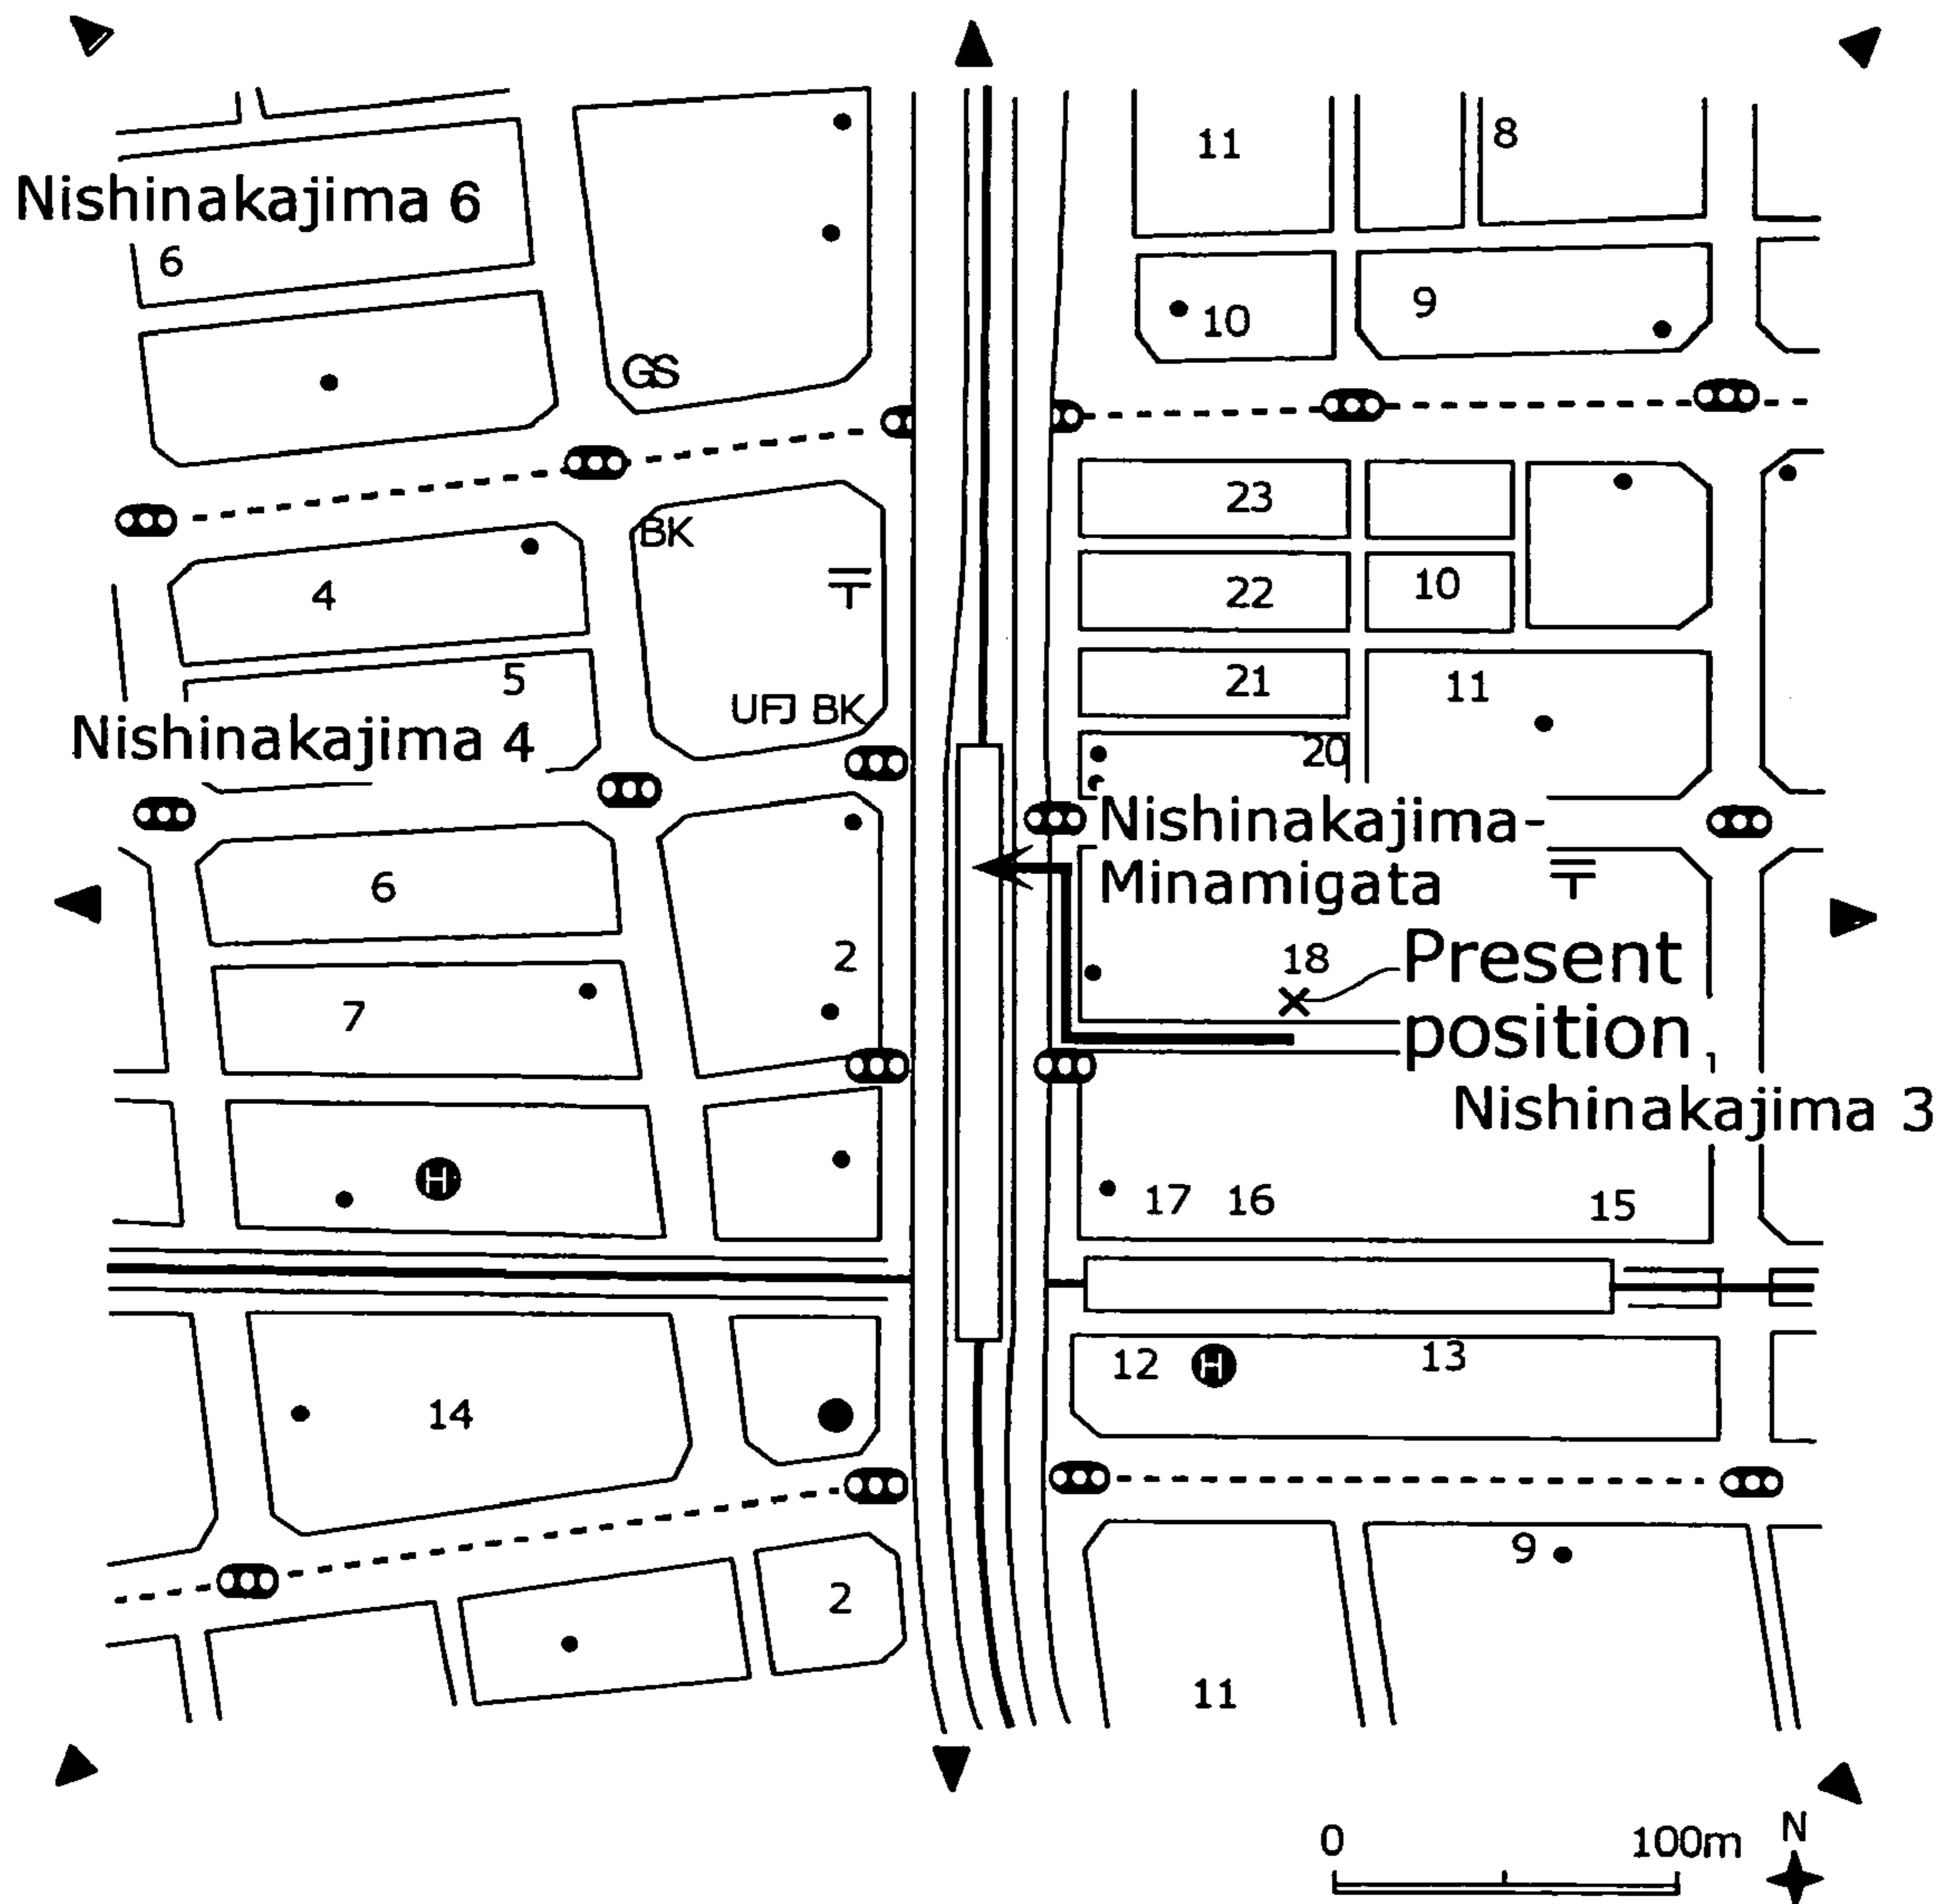 11
8
Nishinakajima 6
6
10
9
GS
BK
〒
23
22
10
21
11
20
4
5
UFJ BK
Nishinakajima 4
Nishinakajima-
Minamigata
〒
6
2
18
Present
position
7
Nishinakajima 3
H
17
16
15
12
H
13
14
9
2
11
0
100m
N